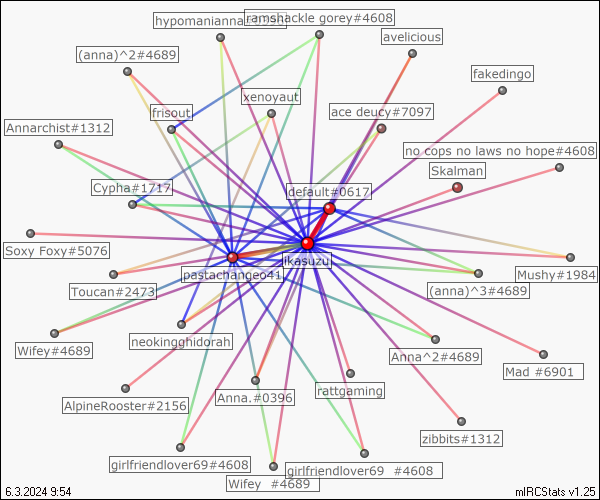 hypomanianna
ramshackle gorey#4608
avelicious
(anna)^2#4689
fakedingo
xenoyaut
frisout
ace deucy#7097
Annarchist#1312
no cops no laws no hope#4608
Skalman
Cypha#1717
default#0617
Soxy Foxy#5076
ikasuzu
pastachangeo41
Toucan#2473
(anna)^3#4689
Mushy#1984
neokingghidorah
Wifey#4689
Anna^2#4689
Mad #6901
Anna.#0396
rattgaming
AlpineRooster#2156
zibbits#1312
girlfriendlover69#4608
girlfriendlover69 #4608
Wifey #4689
6.3.2024 9:54
mIRCStats v1.25